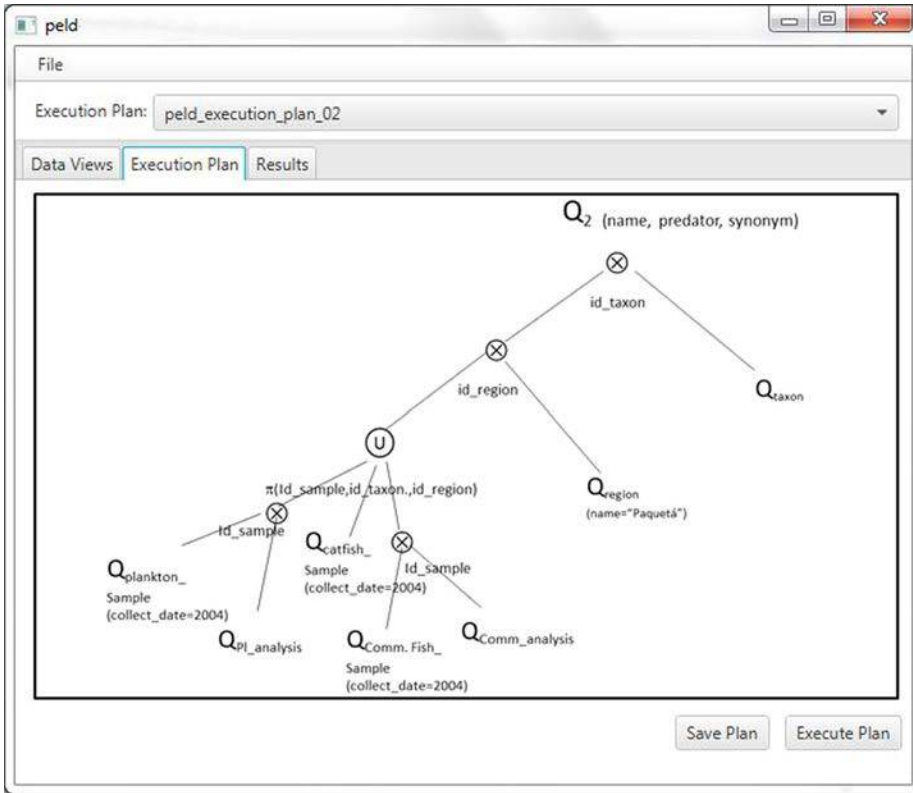 peld
File
Execution Plan: peld_execution_plan_02
Data Views Execution Plan Results
Q2 (name, predator, synonym)
id_taxon
id_region
Qtaxon
U
π(Id_sample,id_taxon.,id_region)
Qregion
(name="Paquetá")
Id_sample
Qcatfish_
Sample
(collect_date=2004)
Id_sample
Qplankton_
Sample
(collect_date=2004)
QPl_analysis
QComm. Fish_
Sample
(collect_date=2004)
QComm_analysis
Save Plan Execute Plan